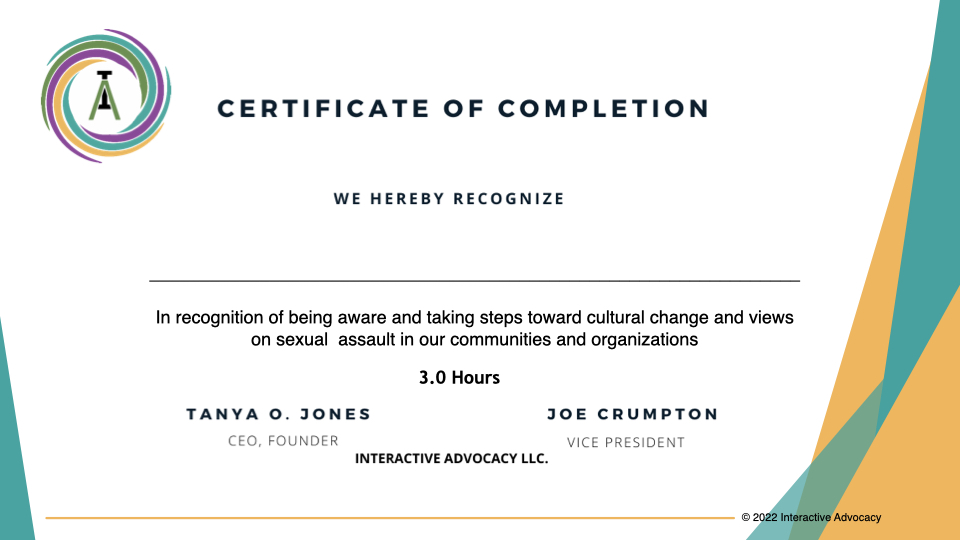 IA
CERTIFICATE OF COMPLETION
WE HEREBY RECOGNIZE
In recognition of being aware and taking steps toward cultural change and views
on sexual  assault in our communities and organizations
3.0 Hours
TANYA O. JONES
CEO, FOUNDER
JOE CRUMPTON
VICE PRESIDENT
INTERACTIVE ADVOCACY LLC.
© 2022 Interactive Advocacy